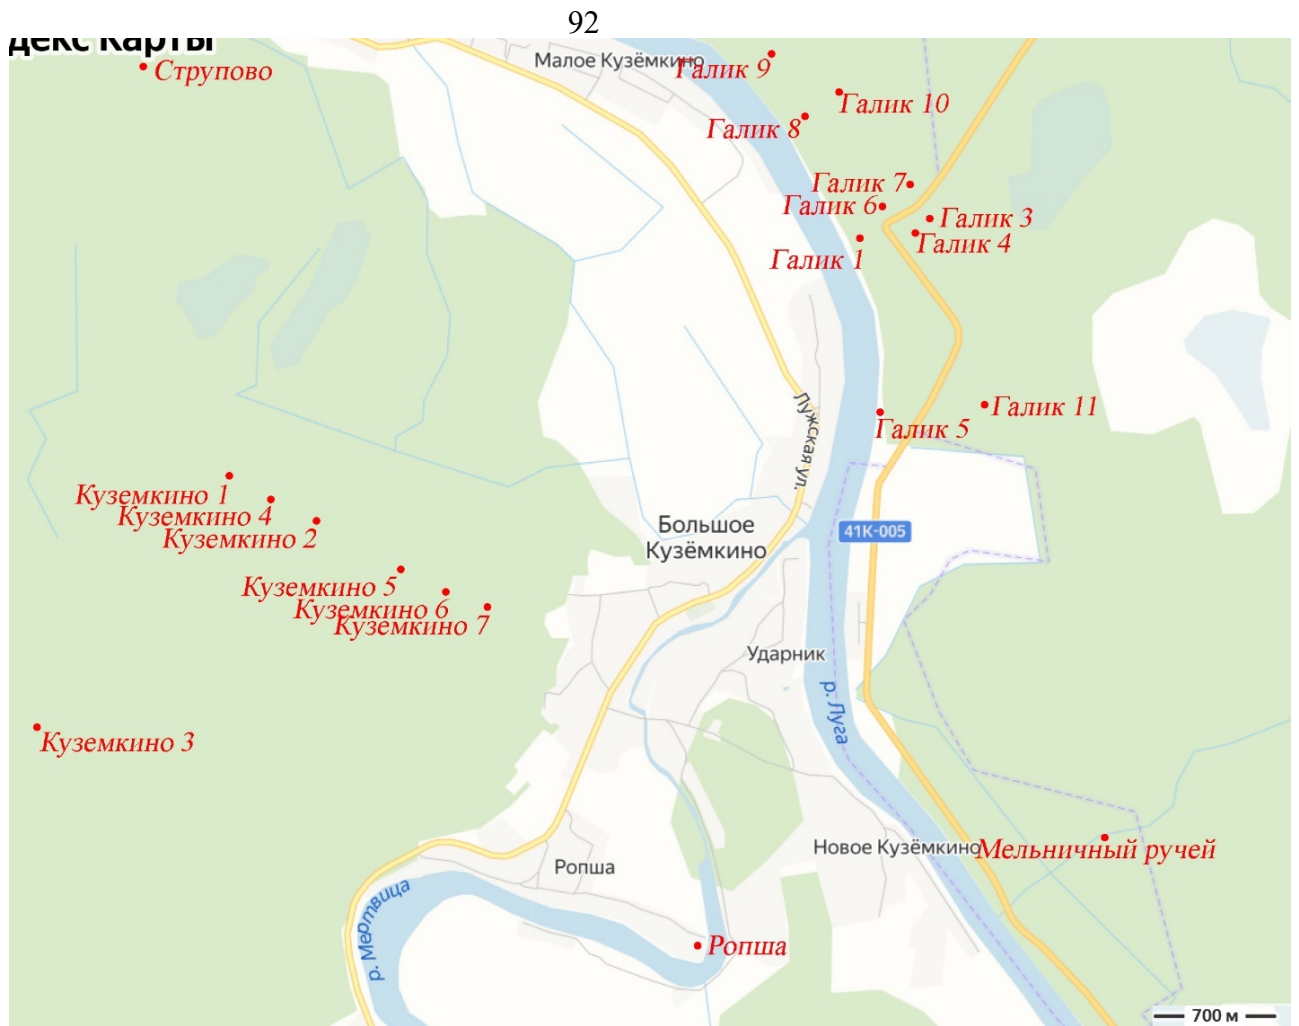 92
декс Карты
Струпово
Малое Кузёмкино
Галик 9
Галик 10
Галик 8
Галик 7
Галик 6
Галик 3
Галик 4
Галик 1
Лужская ул.
Галик 11
Галик 5
Куземкино 1
Куземкино 4
Куземкино 2
Большое
Кузёмкино
41К-005
Куземкино 5
Куземкино 6
Куземкино 7
Ударник
р. Луга
Куземкино 3
Новое Кузёмкино
Мельничный ручей
Ропша
р. Мертвица
Ропша
700 м